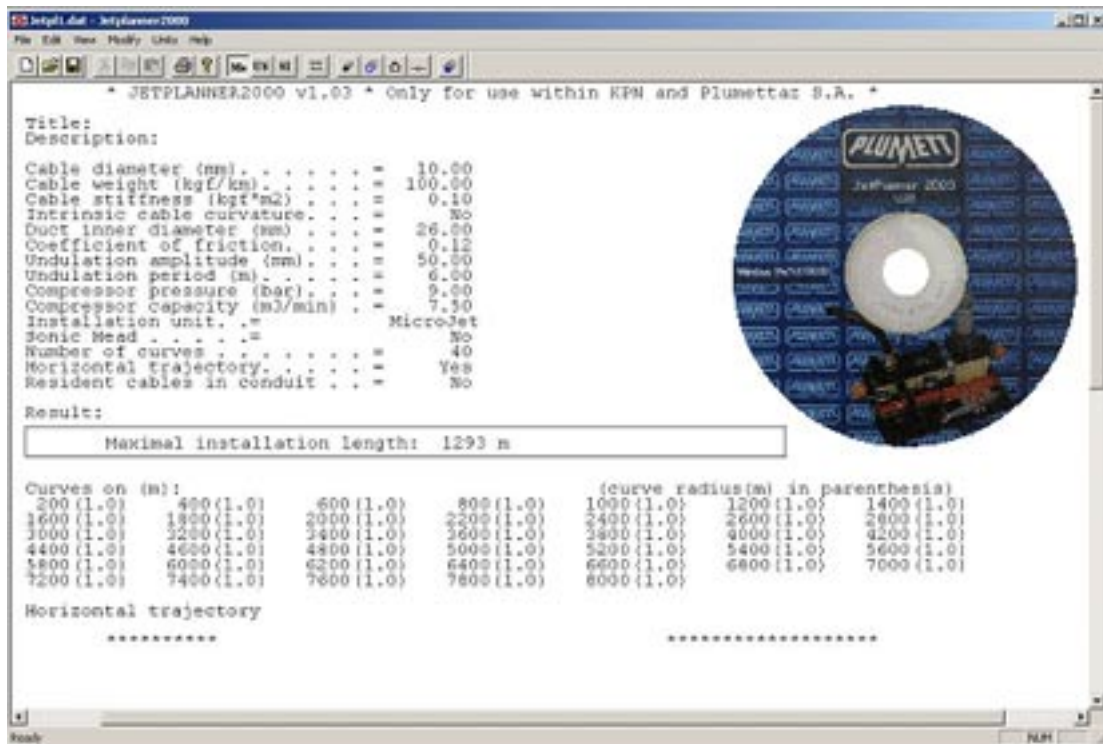 Jetpl1.dat - Jetplanner2000
File Edit View Modify Units Help
* JETPLANNER2000 v1.03 * Only for use within KPN and Plumettaz S.A. *
Title:
Description:
Cable diameter (mm). . . . . . = 10.00
Cable weight (kgf/km). . . . . = 100.00
Cable stiffness (kgf*m2) . . . = 0.10
Intrinsic cable curvature. . . = No
Duct inner diameter (mm) . . . = 26.00
Coefficient of friction. . . . = 0.12
Undulation amplitude (mm). . . = 50.00
Undulation period (m). . . . . = 6.00
Compressor pressure (bar). . . = 9.00
Compressor capacity (m3/min) . = 7.50
Installation unit. .= MicroJet
Sonic Head . . . . .= No
Number of curves . . . . . . . = 40
Horizontal trajectory. . . . . = Yes
Resident cables in conduit . . = No
PLUMETT
JetPlanner 2000
Result:
Maximal installation length: 1293 m
Curves on (m): (curve radius(m) in parenthesis)
200(1.0) 400(1.0) 600(1.0) 800(1.0) 1000(1.0) 1200(1.0) 1400(1.0)
1600(1.0) 1800(1.0) 2000(1.0) 2200(1.0) 2400(1.0) 2600(1.0) 2800(1.0)
3000(1.0) 3200(1.0) 3400(1.0) 3600(1.0) 3800(1.0) 4000(1.0) 4200(1.0)
4400(1.0) 4600(1.0) 4800(1.0) 5000(1.0) 5200(1.0) 5400(1.0) 5600(1.0)
5800(1.0) 6000(1.0) 6200(1.0) 6400(1.0) 6600(1.0) 6800(1.0) 7000(1.0)
7200(1.0) 7400(1.0) 7600(1.0) 7800(1.0) 8000(1.0)
Horizontal trajectory
********** *******************
Ready NUM